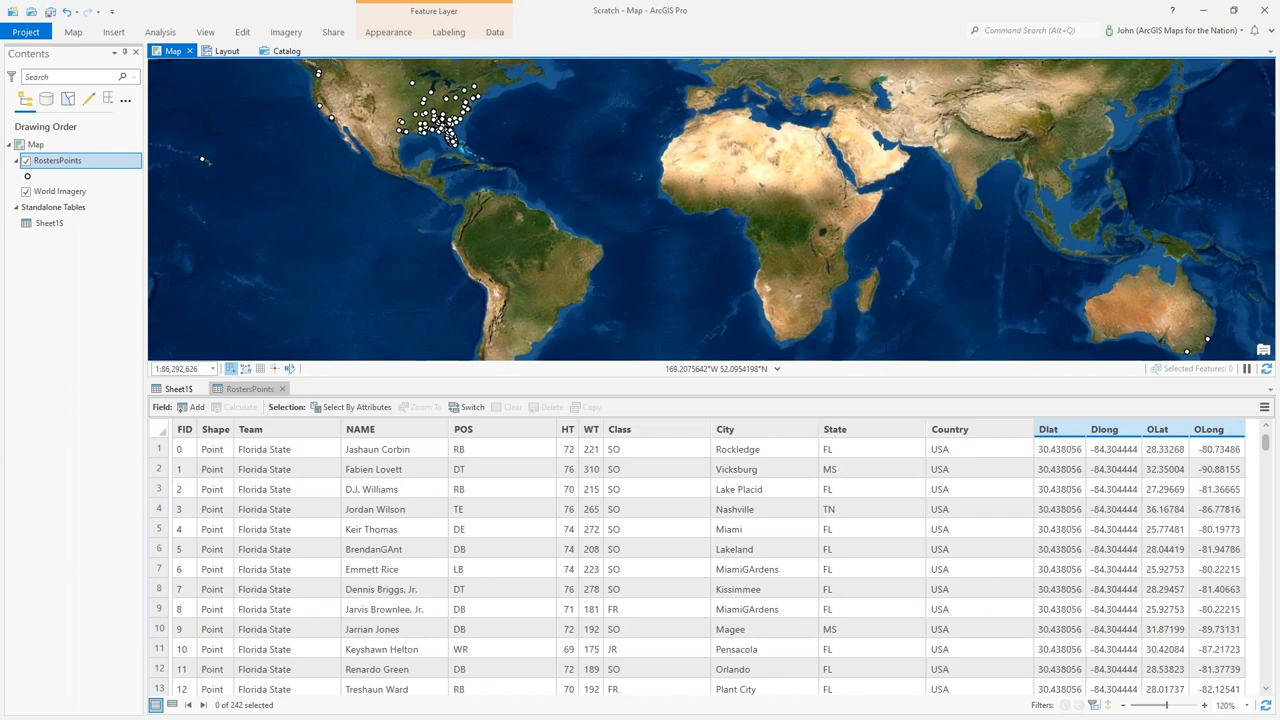 Feature Layer
Scratch - Map - ArcGIS Pro
Project Map Insert Analysis View Edit Imagery Share Appearance Labeling Data
Command Search (Alt+Q)
John (ArcGIS Maps for the Nation)
Contents
Map Layout Catalog
Search
Drawing Order
Map
RostersPoints
World Imagery
Standalone Tables
Sheet1$
1:86,292,626
169.2075642°W 52.0954198°N
Selected Features: 0
Sheet1$ RostersPoints
Field: Add Calculate Selection: Select By Attributes Zoom To Switch Clear Delete Copy
FID Shape Team NAME POS HT WT Class City State Country Dlat Dlong OLat OLong
1 0 Point Florida State Jashaun Corbin RB 72 221 SO Rockledge FL USA 30.438056 -84.304444 28.33268 -80.73486
2 1 Point Florida State Fabien Lovett DT 76 310 SO Vicksburg MS USA 30.438056 -84.304444 32.35004 -90.88155
3 2 Point Florida State D.J. Williams RB 70 215 SO Lake Placid FL USA 30.438056 -84.304444 27.29669 -81.36665
4 3 Point Florida State Jordan Wilson TE 76 265 SO Nashville TN USA 30.438056 -84.304444 36.16784 -86.77816
5 4 Point Florida State Keir Thomas DE 74 272 SO Miami FL USA 30.438056 -84.304444 25.77481 -80.19773
6 5 Point Florida State BrendanGAnt DB 74 208 SO Lakeland FL USA 30.438056 -84.304444 28.04419 -81.94786
7 6 Point Florida State Emmett Rice LB 74 223 SO MiamiGArdens FL USA 30.438056 -84.304444 25.92753 -80.22215
8 7 Point Florida State Dennis Briggs, Jr. DT 76 278 SO Kissimmee FL USA 30.438056 -84.304444 28.29457 -81.40663
9 8 Point Florida State Jarvis Brownlee, Jr. DB 71 181 FR MiamiGArdens FL USA 30.438056 -84.304444 25.92753 -80.22215
10 9 Point Florida State Jarrian Jones DB 72 192 SO Magee MS USA 30.438056 -84.304444 31.87199 -89.73131
11 10 Point Florida State Keyshawn Helton WR 69 175 JR Pensacola FL USA 30.438056 -84.304444 30.42084 -87.21723
12 11 Point Florida State Renardo Green DB 72 189 SO Orlando FL USA 30.438056 -84.304444 28.53823 -81.37739
13 12 Point Florida State Treshaun Ward RB 70 192 FR Plant City FL USA 30.438056 -84.304444 28.01737 -82.12541
0 of 242 selected
Filters:
120%